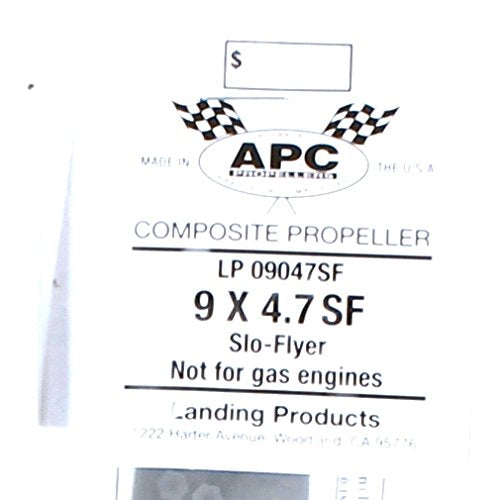 $
MADE IN APC THE U.S.A
PROPELLERS
COMPOSITE PROPELLER
LP 09047SF
9 X 4.7 SF
Slo-Flyer
Not for gas engines
Landing Products
1222 Harter Avenue, Woodland, CA 95776